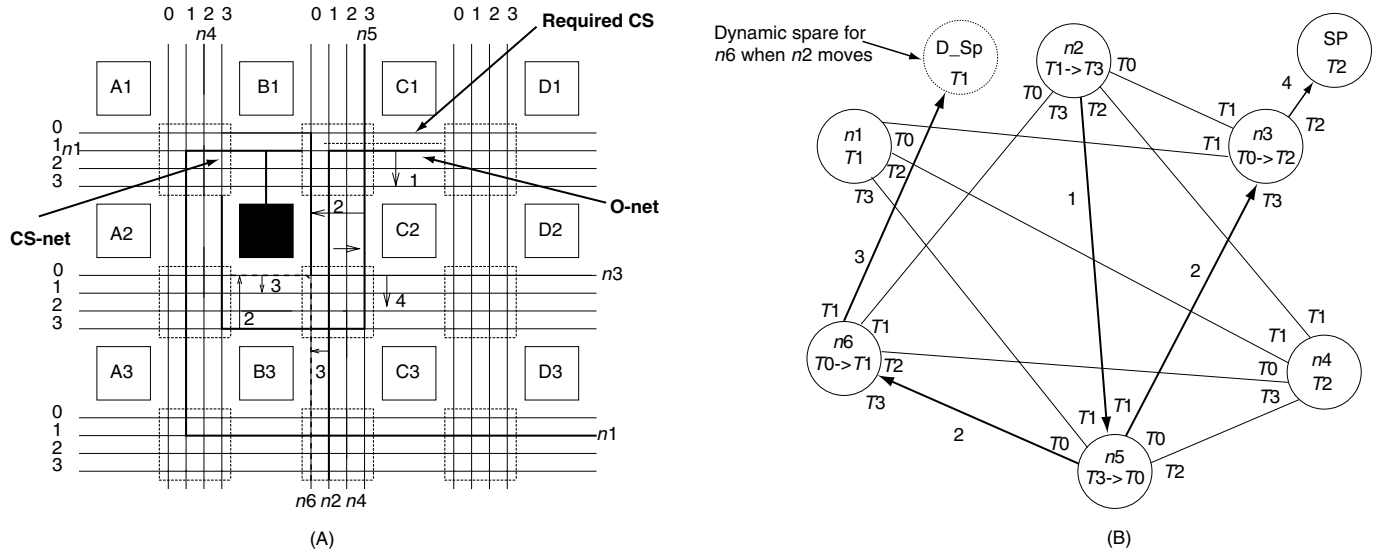 0 1 2 3 0 1 2 3 0 1 2 3
n4 n5
Required CS
A1 B1 C1 D1
0
1 n1
2
3
1
2
O-net
CS-net
A2 C2 D2
0
1
2
3
n3
3
4
2
A3 B3 C3 D3
3
0
1
2
3
n1
n6 n2 n4
(A)
Dynamic spare for
n6 when n2 moves
D_Sp
T1
n2
T1->T3
T0
T0
T3
T2
SP
T2
4
T2
n1
T1
T0
T2
T3
n3
T0->T2
T1
T1
T3
1
2
3
n6
T0->T1
T1
T1
T2
T3
n4
T2
T1
T1
T0
T3
2
n5
T3->T0
T1
T1
T0
T0
T2
(B)